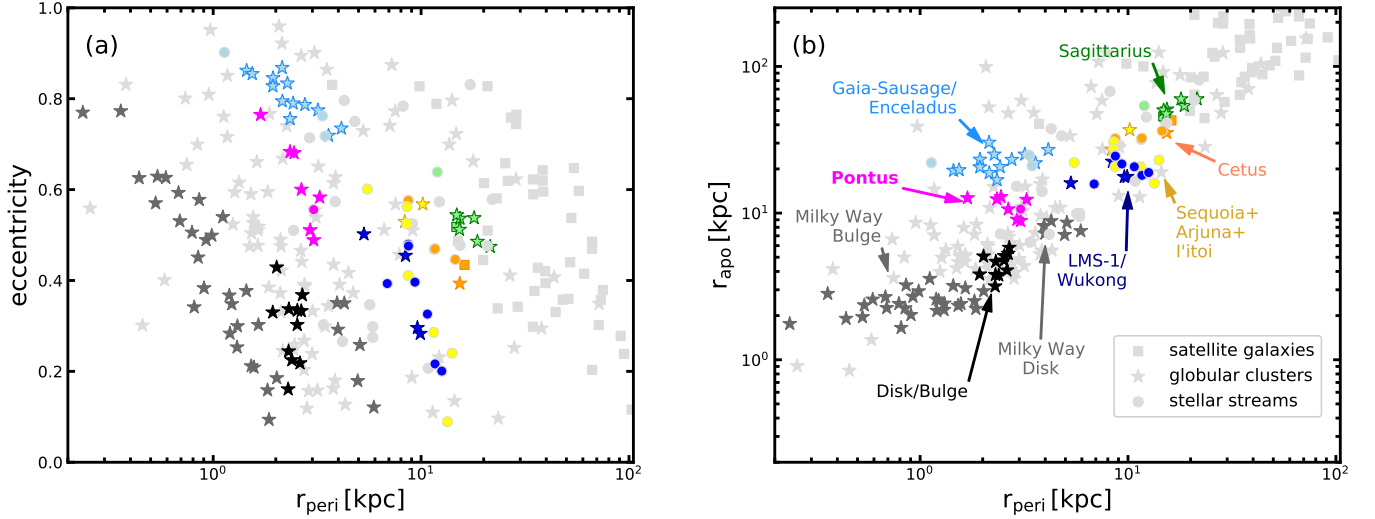 (a)
eccentricity
1.0
0.8
0.6
0.4
0.2
0.0
10⁰
10¹
10²
r_peri [kpc]
(b)
r_apo [kpc]
10²
10¹
10⁰
Sagittarius
Gaia-Sausage/
Enceladus
Cetus
Pontus
Milky Way
Bulge
Sequoia+
Arjuna+
I'itoi
LMS-1/
Wukong
Milky Way
Disk
Disk/Bulge
satellite galaxies
globular clusters
stellar streams
10⁰
10¹
10²
r_peri [kpc]